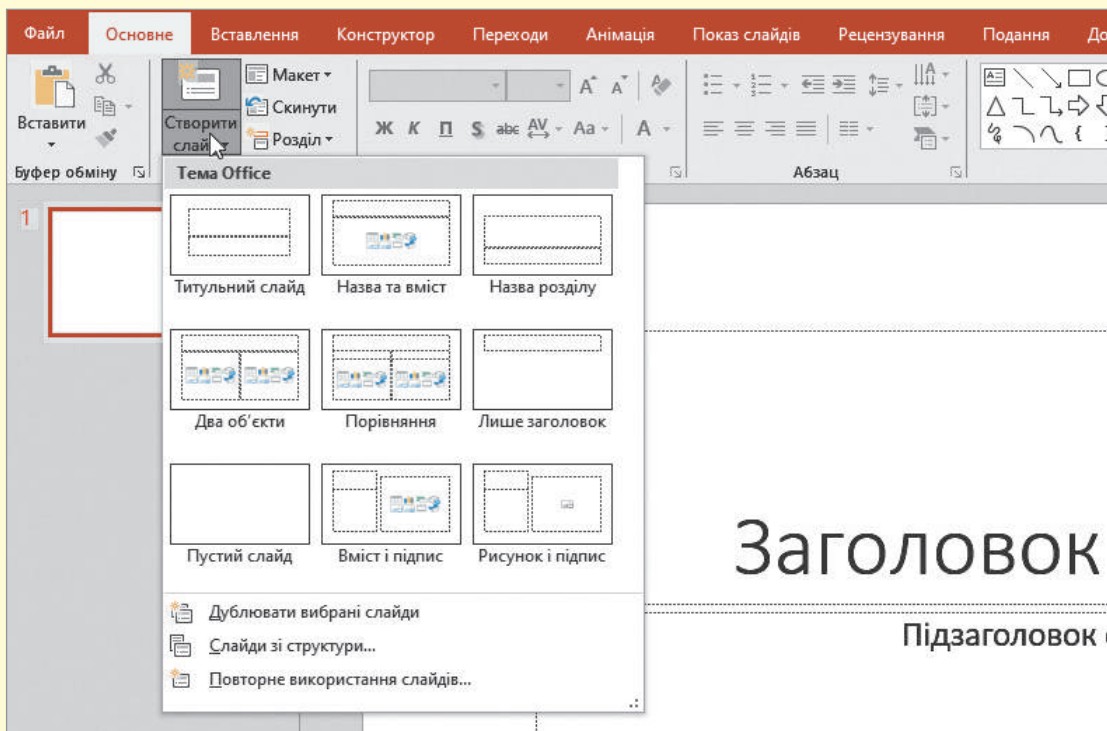 Файл Основне Вставлення Конструктор Переходи Анімація Показ слайдів Рецензування Подання До
Вставити
Створити слайд
Макет
Скинути
Розділ
Ж К П S abc AV Aa A
Буфер обміну
Абзац
Тема Office
1
Титульний слайд Назва та вміст Назва розділу
Два об'єкти Порівняння Лише заголовок
Пустий слайд Вміст і підпис Рисунок і підпис
Дублювати вибрані слайди
Слайди зі структури...
Повторне використання слайдів...
Заголовок
Підзаголовок